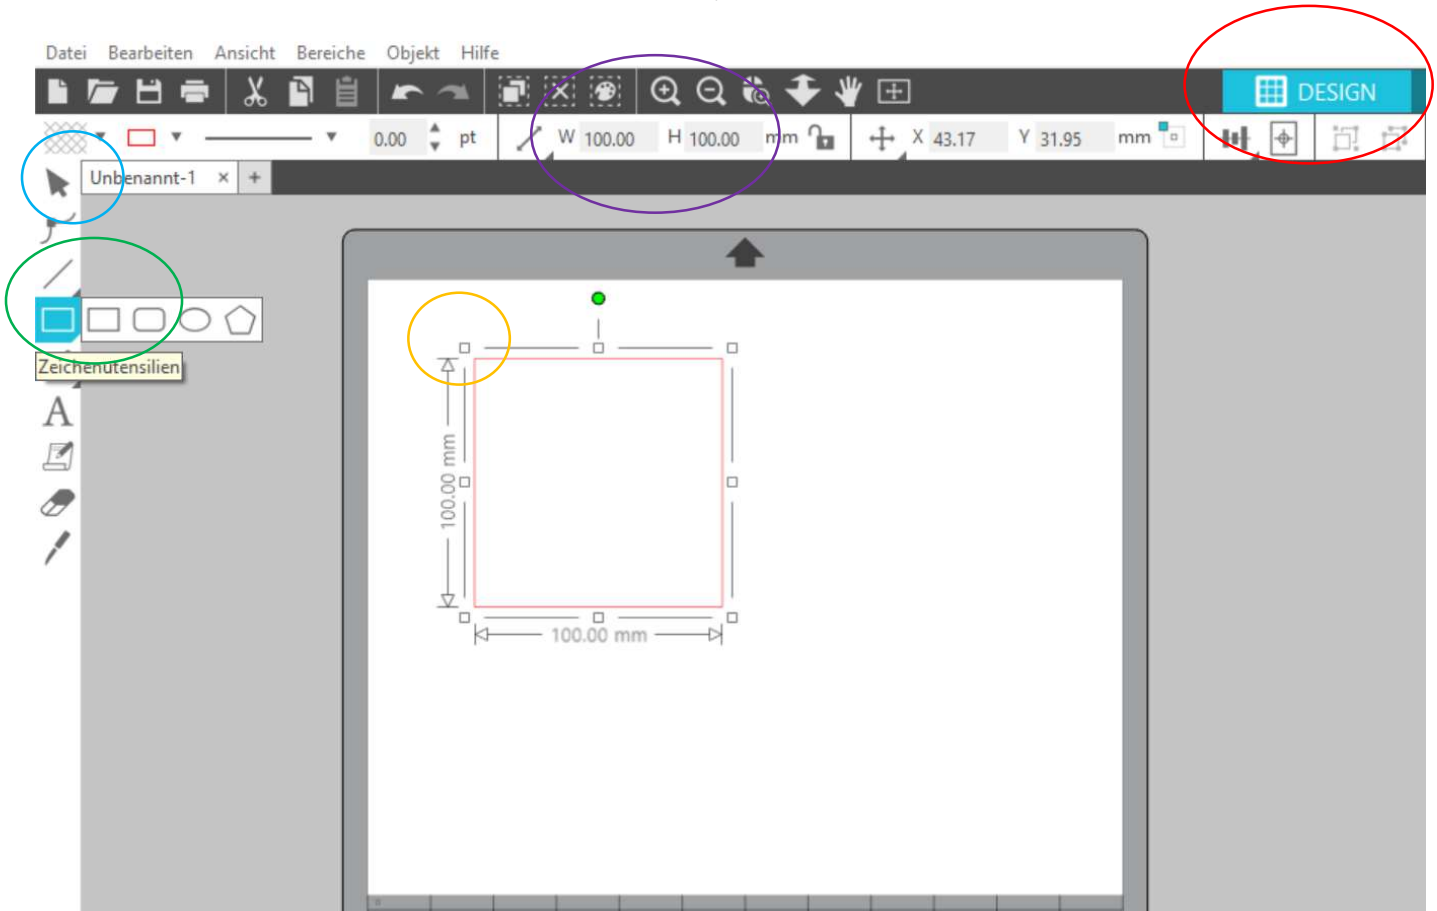 Datei Bearbeiten Ansicht Bereiche Objekt Hilfe
DESIGN
0.00 pt W 100.00 H 100.00 mm X 43.17 Y 31.95 mm
Unbenannt-1 × +
Zeichenutensilien
A
100.00 mm
100.00 mm